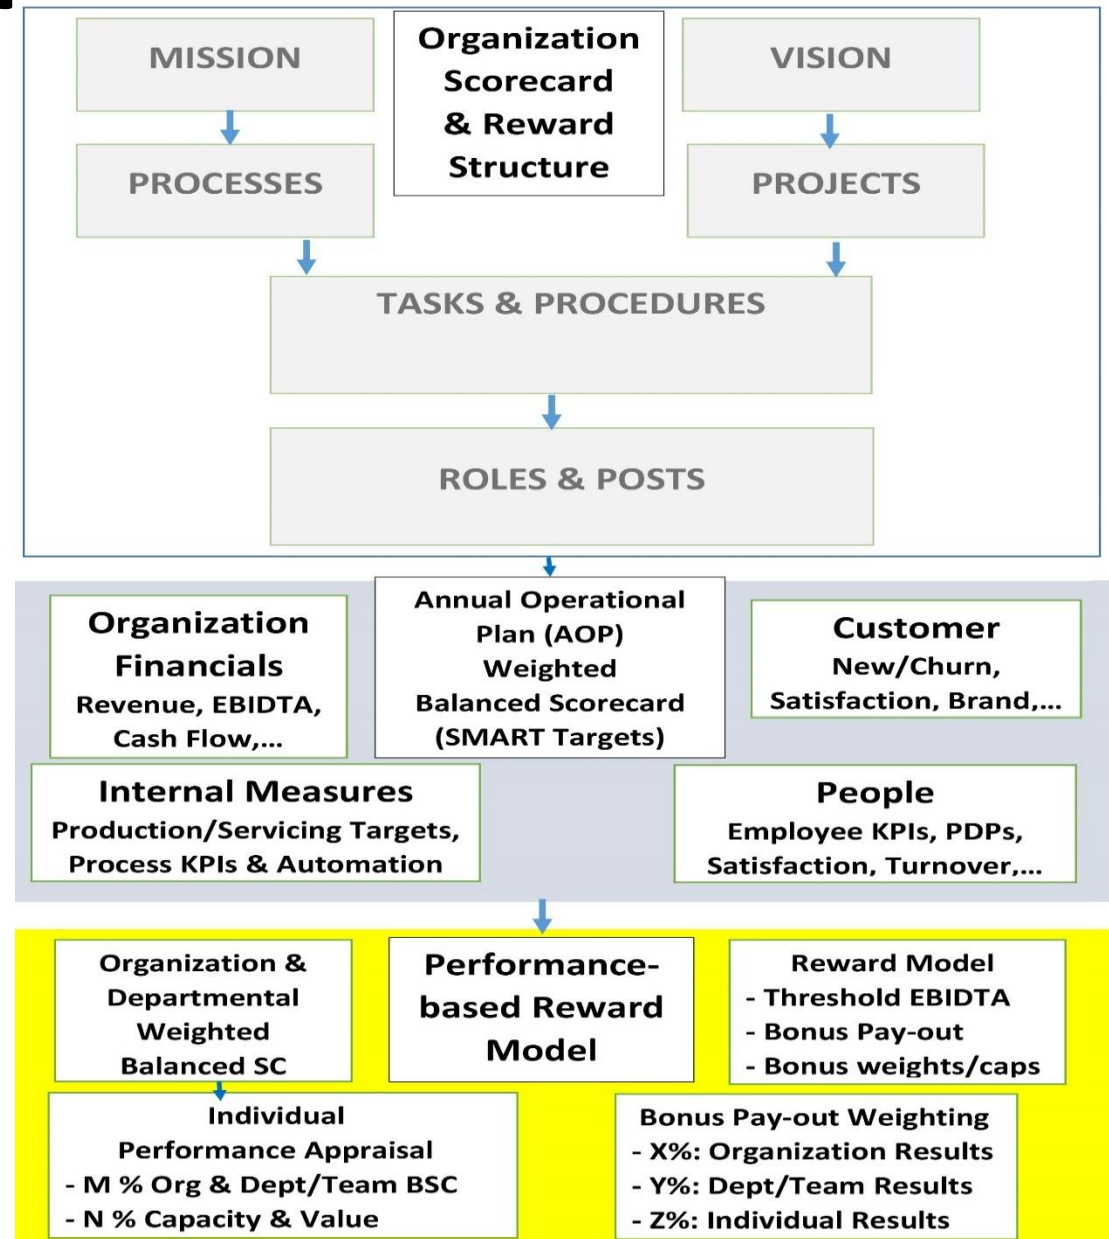 MISSION
Organization
Scorecard
& Reward
Structure
VISION
PROCESSES
PROJECTS
TASKS & PROCEDURES
ROLES & POSTS
Organization
Financials
Revenue, EBIDTA,
Cash Flow,...
Annual Operational
Plan (AOP)
Weighted
Balanced Scorecard
(SMART Targets)
Customer
New/Churn,
Satisfaction, Brand,...
Internal Measures
Production/Servicing Targets,
Process KPIs & Automation
People
Employee KPIs, PDPs,
Satisfaction, Turnover,...
Organization &
Departmental
Weighted
Balanced SC
Performance-
based Reward
Model
Reward Model
- Threshold EBIDTA
- Bonus Pay-out
- Bonus weights/caps
Individual
Performance Appraisal
- M % Org & Dept/Team BSC
- N % Capacity & Value
Bonus Pay-out Weighting
- X%: Organization Results
- Y%: Dept/Team Results
- Z%: Individual Results